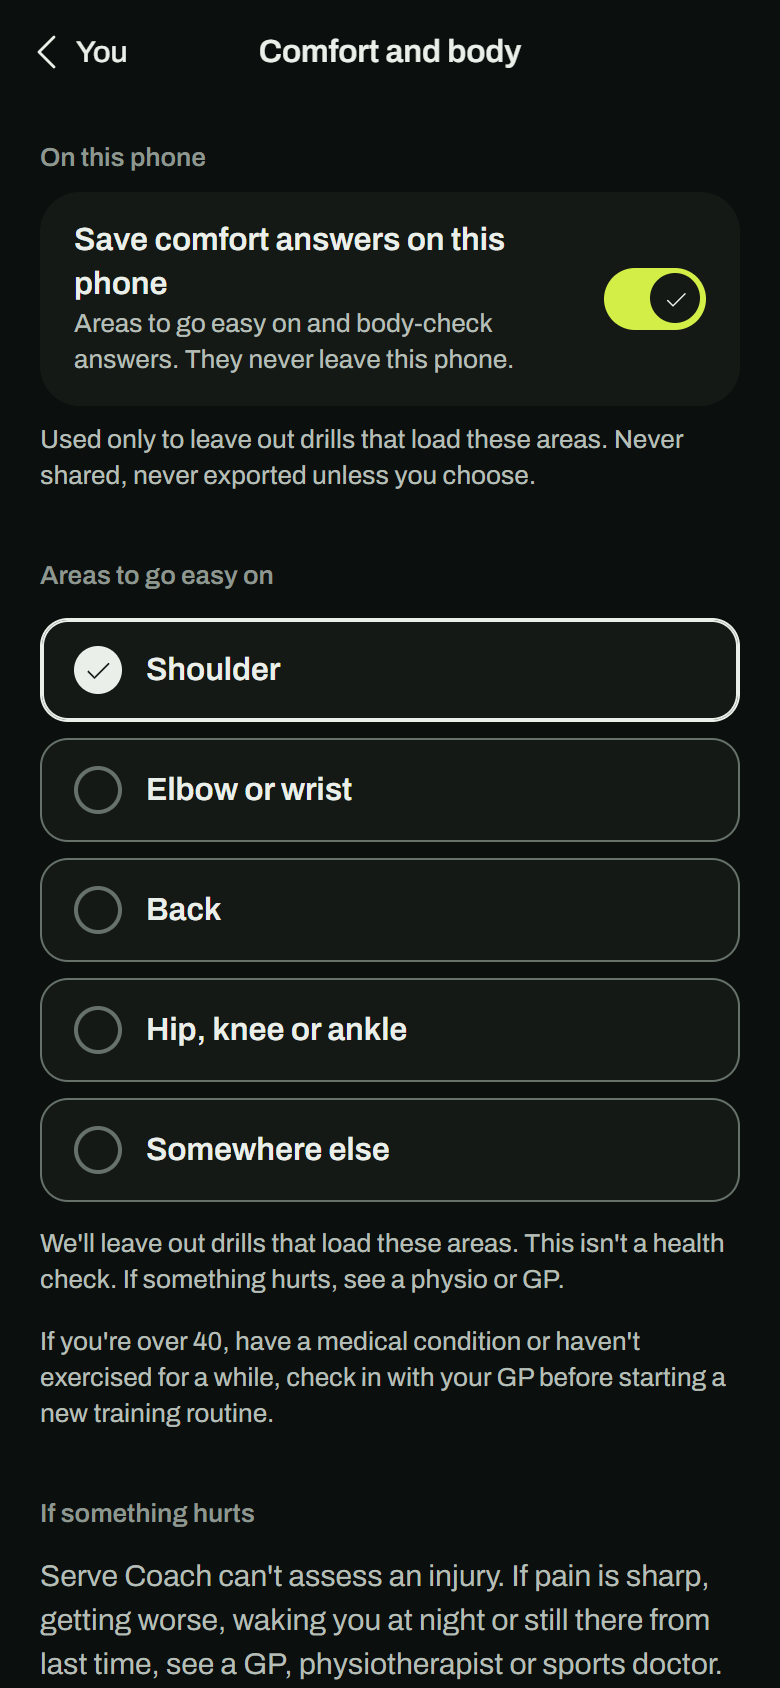 You
Comfort and body
On this phone
Save comfort answers on this
phone
Areas to go easy on and body-check
answers. They never leave this phone.
Used only to leave out drills that load these areas. Never
shared, never exported unless you choose.
Areas to go easy on
Shoulder
Elbow or wrist
Back
Hip, knee or ankle
Somewhere else
We'll leave out drills that load these areas. This isn't a health
check. If something hurts, see a physio or GP.
If you're over 40, have a medical condition or haven't
exercised for a while, check in with your GP before starting a
new training routine.
If something hurts
Serve Coach can't assess an injury. If pain is sharp,
getting worse, waking you at night or still there from
last time, see a GP, physiotherapist or sports doctor.